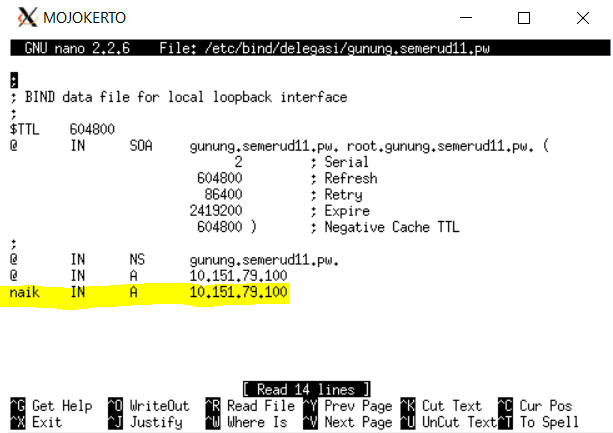 MOJOKERTO
GNU nano 2.2.6 File: /etc/bind/delegasi/gunung.semerud11.pw
;
; BIND data file for local loopback interface
;
$TTL 604800
@ IN SOA gunung.semerud11.pw. root.gunung.semerud11.pw. (
2 ; Serial
604800 ; Refresh
86400 ; Retry
2419200 ; Expire
604800 ) ; Negative Cache TTL
;
@ IN NS gunung.semerud11.pw.
@ IN A 10.151.79.100
naik IN A 10.151.79.100
[ Read 14 lines ]
^G Get Help ^O WriteOut ^R Read File ^Y Prev Page ^K Cut Text ^C Cur Pos
^X Exit ^J Justify ^W Where Is ^V Next Page ^U UnCut Text ^T To Spell